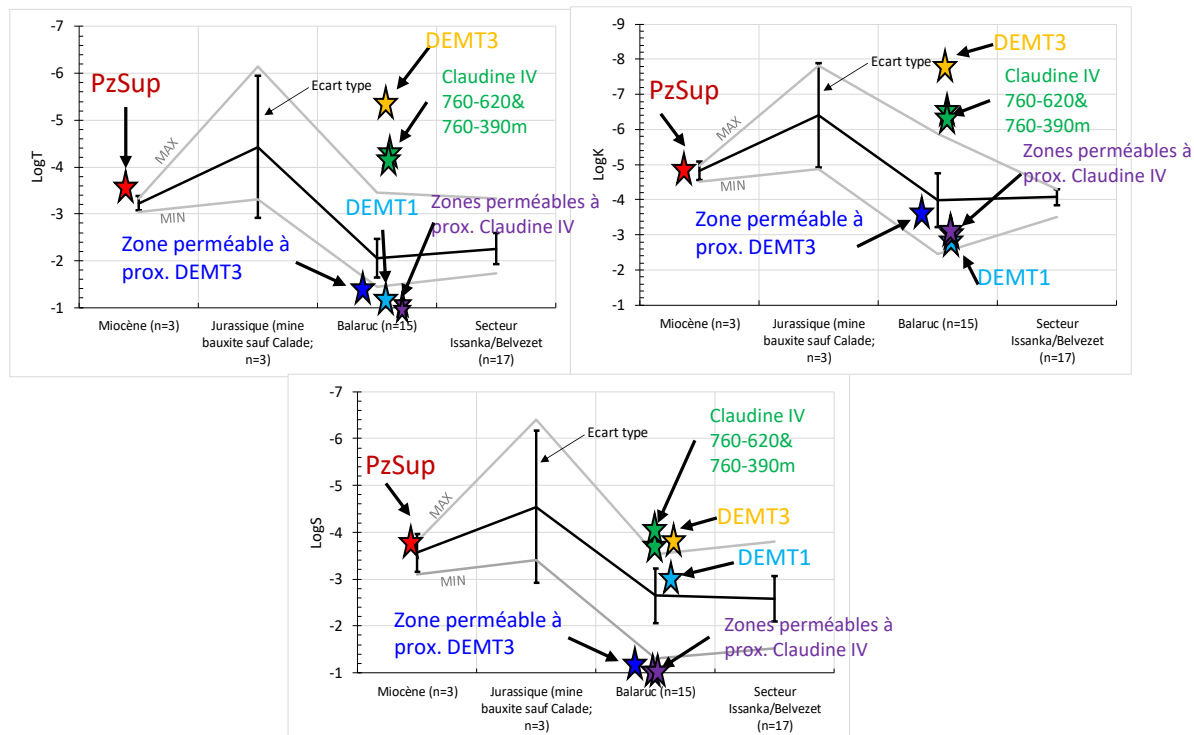 -7
-6
-5
-4
-3
-2
-1
LogT
PzSup
MAX
MIN
Ecart type
DEMT3
Claudine IV
760-620&
760-390m
DEMT1
Zones perméables à
prox. Claudine IV
Zone perméable à
prox. DEMT3
Miocène (n=3)
Jurassique (mine
bauxite sauf Calade;
n=3)
Balaruc (n=15)
Secteur
Issanka/Belvezet
(n=17)
-9
-8
-7
-6
-5
-4
-3
-2
-1
LogK
PzSup
MAX
MIN
Ecart type
DEMT3
Claudine IV
760-620&
760-390m
Zones perméables à
prox. Claudine IV
Zone perméable à
prox. DEMT3
DEMT1
Miocène (n=3)
Jurassique (mine
bauxite sauf Calade;
n=3)
Balaruc (n=15)
Secteur
Issanka/Belvezet
(n=17)
-7
-6
-5
-4
-3
-2
-1
LogS
PzSup
MAX
MIN
Ecart type
Claudine IV
760-620&
760-390m
DEMT3
DEMT1
Zone perméable à
prox. DEMT3
Zones perméables à
prox. Claudine IV
Miocène (n=3)
Jurassique (mine
bauxite sauf Calade;
n=3)
Balaruc (n=15)
Secteur
Issanka/Belvezet
(n=17)